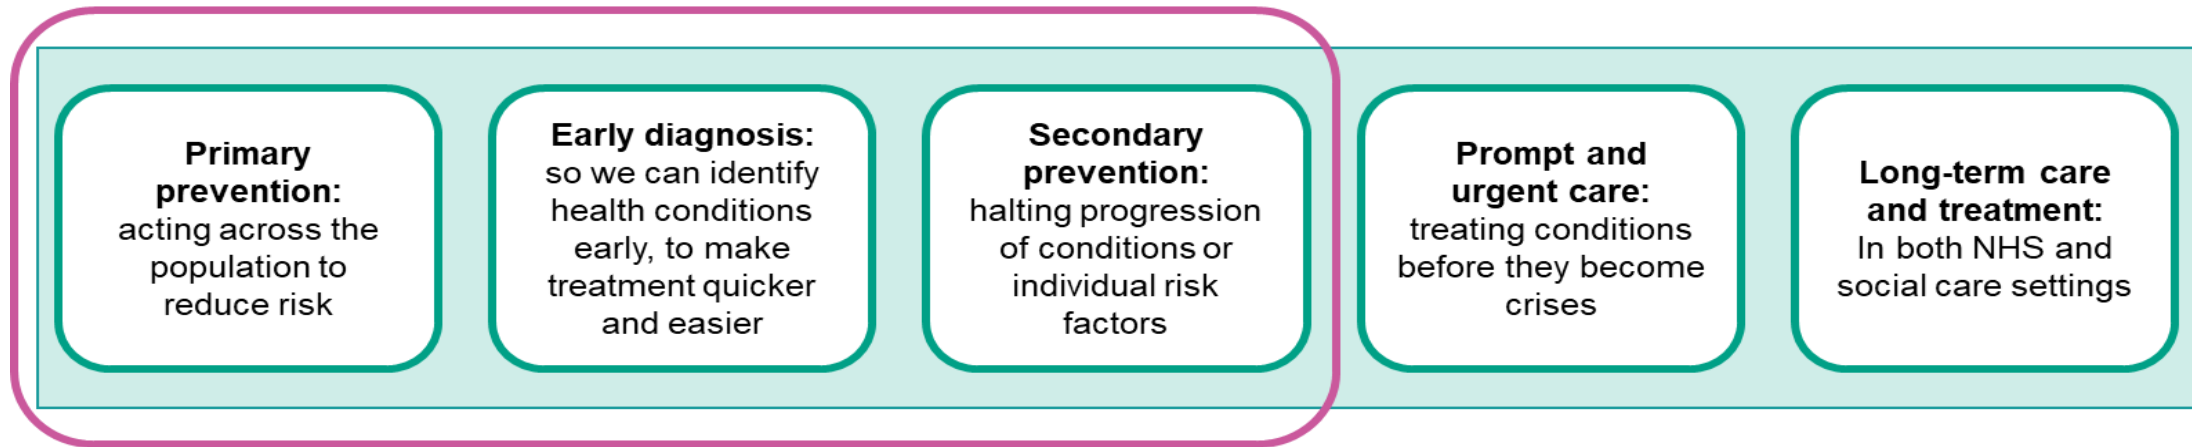 Primary
prevention:
acting across the
population to
reduce risk
Early diagnosis:
so we can identify
health conditions
early, to make
treatment quicker
and easier
Secondary
prevention:
halting progression
of conditions or
individual risk
factors
Prompt and
urgent care:
treating conditions
before they become
crises
Long-term care
and treatment:
In both NHS and
social care settings